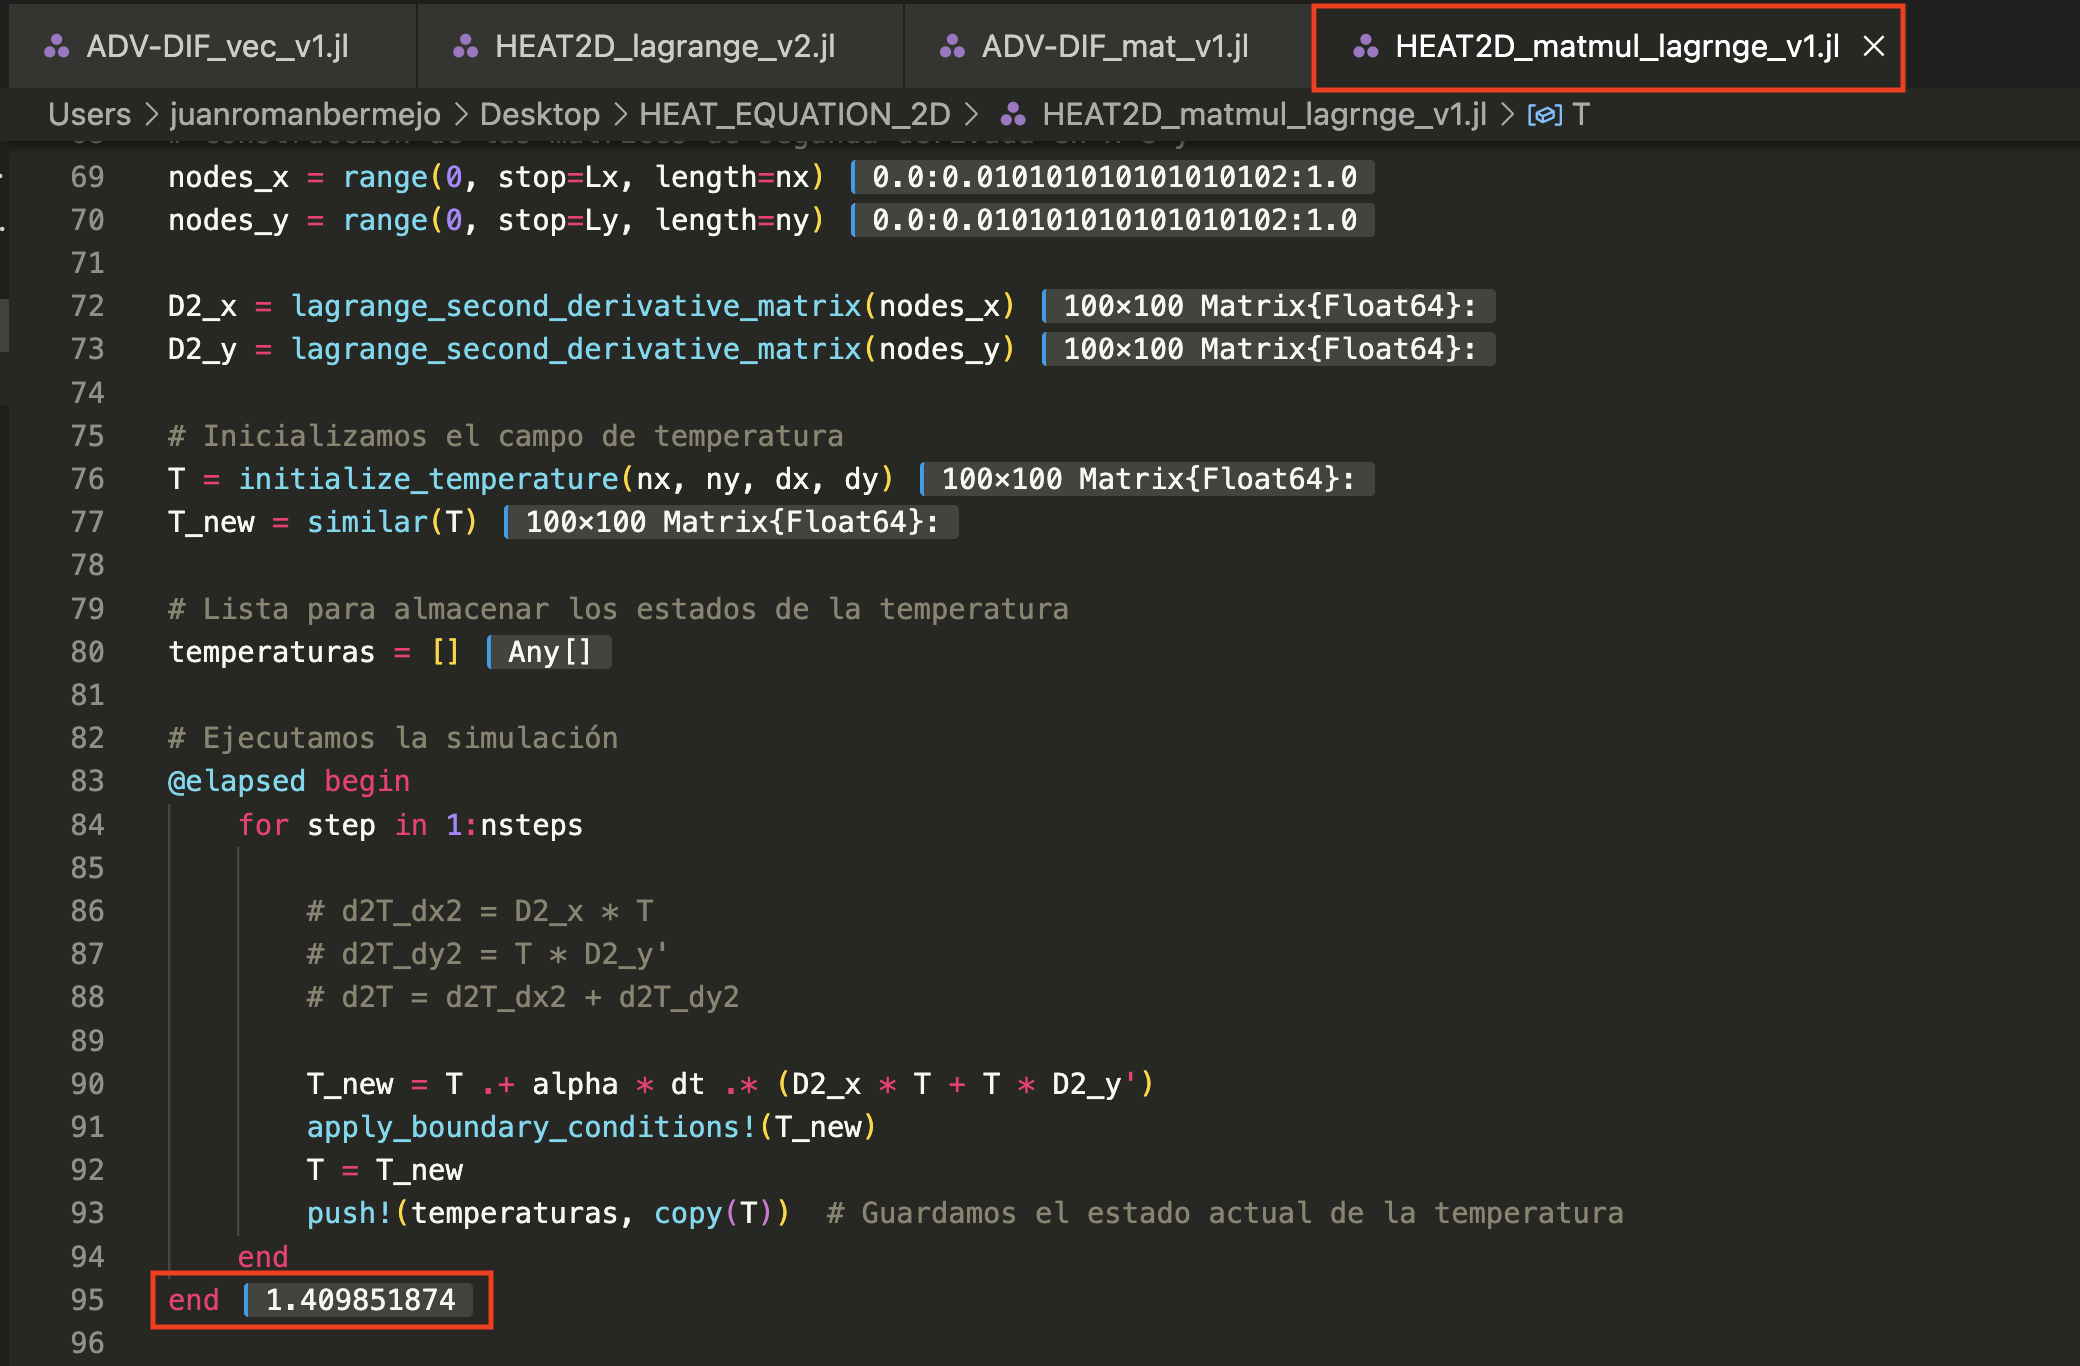 ADV-DIF_vec_v1.jl HEAT2D_lagrange_v2.jl ADV-DIF_mat_v1.jl HEAT2D_matmul_lagrnge_v1.jl ×
Users > juanromanbermejo > Desktop > HEAT_EQUATION_2D > HEAT2D_matmul_lagrnge_v1.jl > T
69 nodes_x = range(0, stop=Lx, length=nx) 0.0:0.010101010101010102:1.0
70 nodes_y = range(0, stop=Ly, length=ny) 0.0:0.010101010101010102:1.0
71
72 D2_x = lagrange_second_derivative_matrix(nodes_x) 100×100 Matrix{Float64}:
73 D2_y = lagrange_second_derivative_matrix(nodes_y) 100×100 Matrix{Float64}:
74
75 # Inicializamos el campo de temperatura
76 T = initialize_temperature(nx, ny, dx, dy) 100×100 Matrix{Float64}:
77 T_new = similar(T) 100×100 Matrix{Float64}:
78
79 # Lista para almacenar los estados de la temperatura
80 temperaturas = [] Any[]
81
82 # Ejecutamos la simulación
83 @elapsed begin
84 for step in 1:nsteps
85
86 # d2T_dx2 = D2_x * T
87 # d2T_dy2 = T * D2_y'
88 # d2T = d2T_dx2 + d2T_dy2
89
90 T_new = T .+ alpha * dt .* (D2_x * T + T * D2_y')
91 apply_boundary_conditions!(T_new)
92 T = T_new
93 push!(temperaturas, copy(T)) # Guardamos el estado actual de la temperatura
94 end
95 end 1.409851874
96